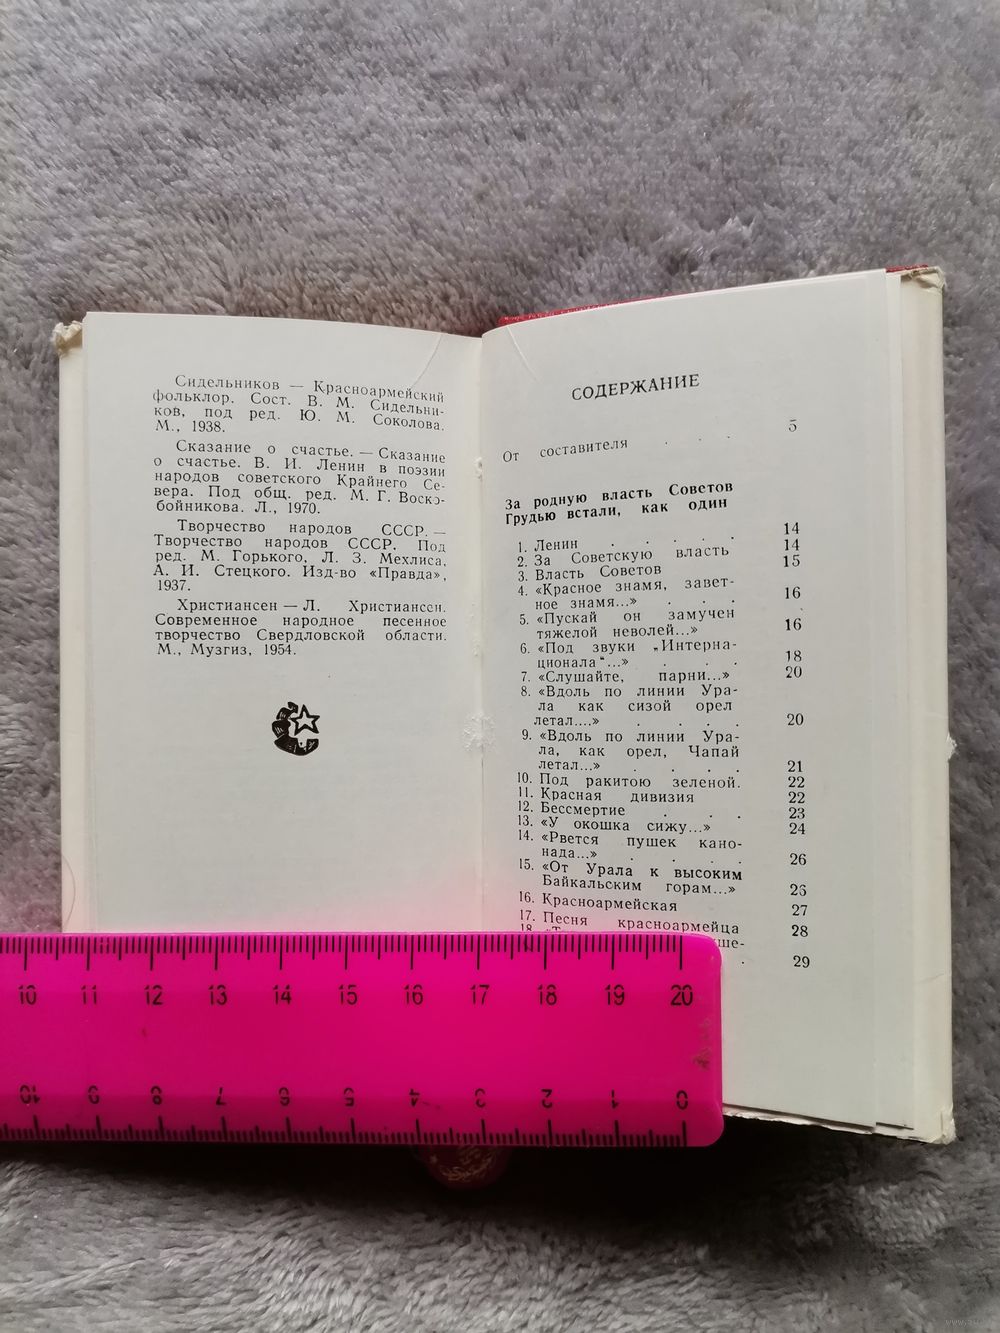 Сидельников — Красноармейский
фольклор. Сост. В. М. Сидельни-
ков, под ред. Ю. М. Соколова.
М., 1938.
Сказание о счастье. — Сказание
о счастье. В. И. Ленин в поэзии
народов советского Крайнего Се-
вера. Под общ. ред. М. Г. Воско-
бойникова. Л., 1970.
Творчество народов СССР. —
Творчество народов СССР. Под
ред. М. Горького, Л. З. Мехлиса,
А. И. Стецкого. Изд-во «Правда»,
1937.
Христиансен — Л. Христиансен.
Современное народное песенное
творчество Свердловской области.
М., Музгиз, 1954.
СОДЕРЖАНИЕ
От составителя . . . 5
За родную власть Советов
Грудью встали, как один
1. Ленин . . . . . 14
2. За Советскую власть 14
3. Власть Советов 15
4. «Красное знамя, завет-
ное знамя...» . . . 16
5. «Пускай он замучен
тяжелой неволей...» 16
6. «Под звуки „Интерна-
ционала“...» . . . 18
7. «Слушайте, парни...» 20
8. «Вдоль по линии Ура-
ла как сизой орел
летал....» . . . . 20
9. «Вдоль по линии Ура-
ла, как орел, Чапай
летал...» . . . . 21
10. Под ракитою зеленой. 22
11. Красная дивизия 22
12. Бессмертие . . . 23
13. «У окошка сижу...» 24
14. «Рвется пушек кано-
нада...» . . . . 26
15. «От Урала к высоким
Байкальским горам...» 26
16. Красноармейская 27
17. Песня красноармейца 28
18.
. 29
10 11 12 13 14 15 16 17 18 19 20
10 9 8 7 6 5 4 3 2 1 0